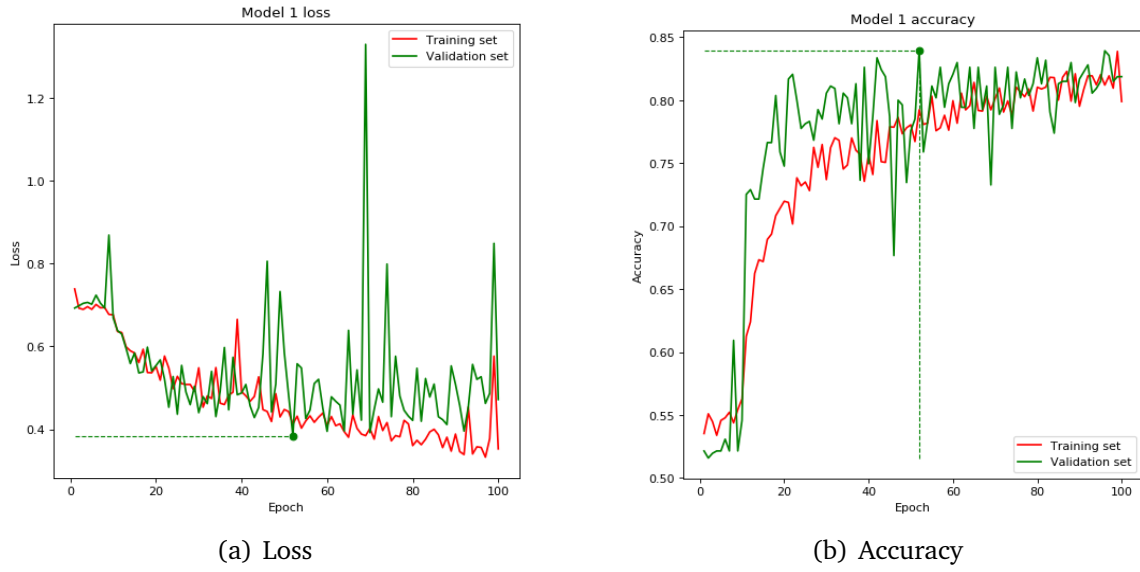 Model 1 loss
Training set
Validation set
1.2
1.0
0.8
0.6
0.4
Loss
0 20 40 60 80 100
Epoch
(a) Loss
Model 1 accuracy
0.85
0.80
0.75
0.70
0.65
0.60
0.55
0.50
Accuracy
Training set
Validation set
0 20 40 60 80 100
Epoch
(b) Accuracy